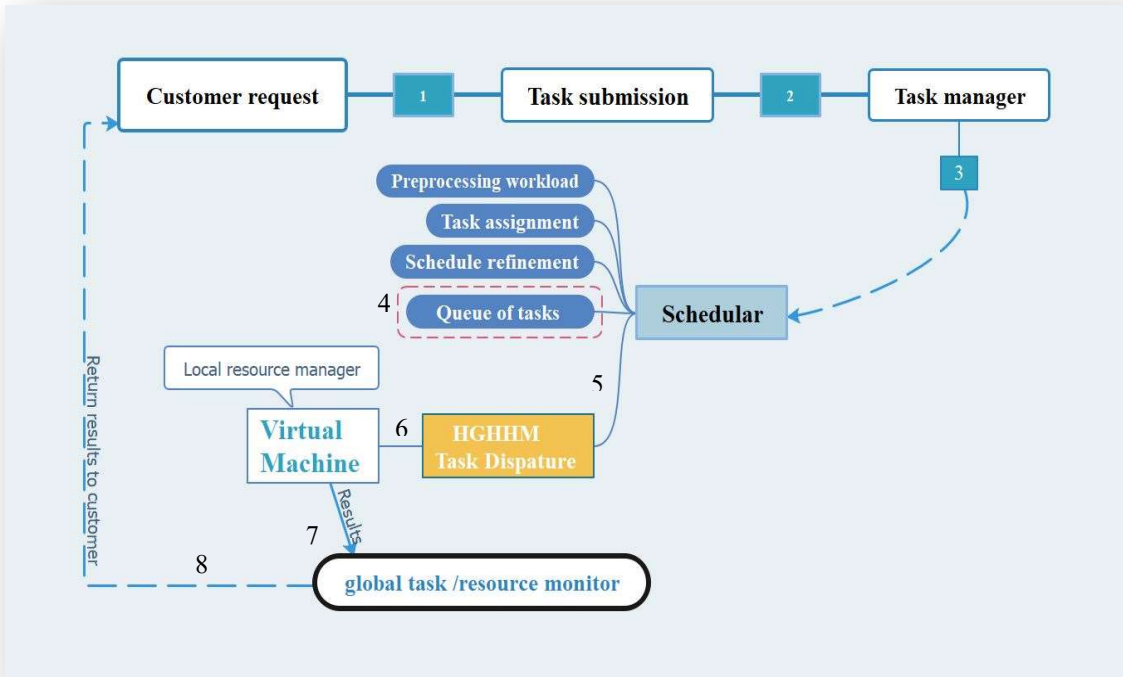 Customer request
1
Task submission
2
Task manager
3
Preprocessing workload
Task assignment
Schedule refinement
4
Queue of tasks
Schedular
Local resource manager
5
Virtual
Machine
6
HGHHM
Task Dispature
Results
7
global task /resource monitor
8
Return results to customer